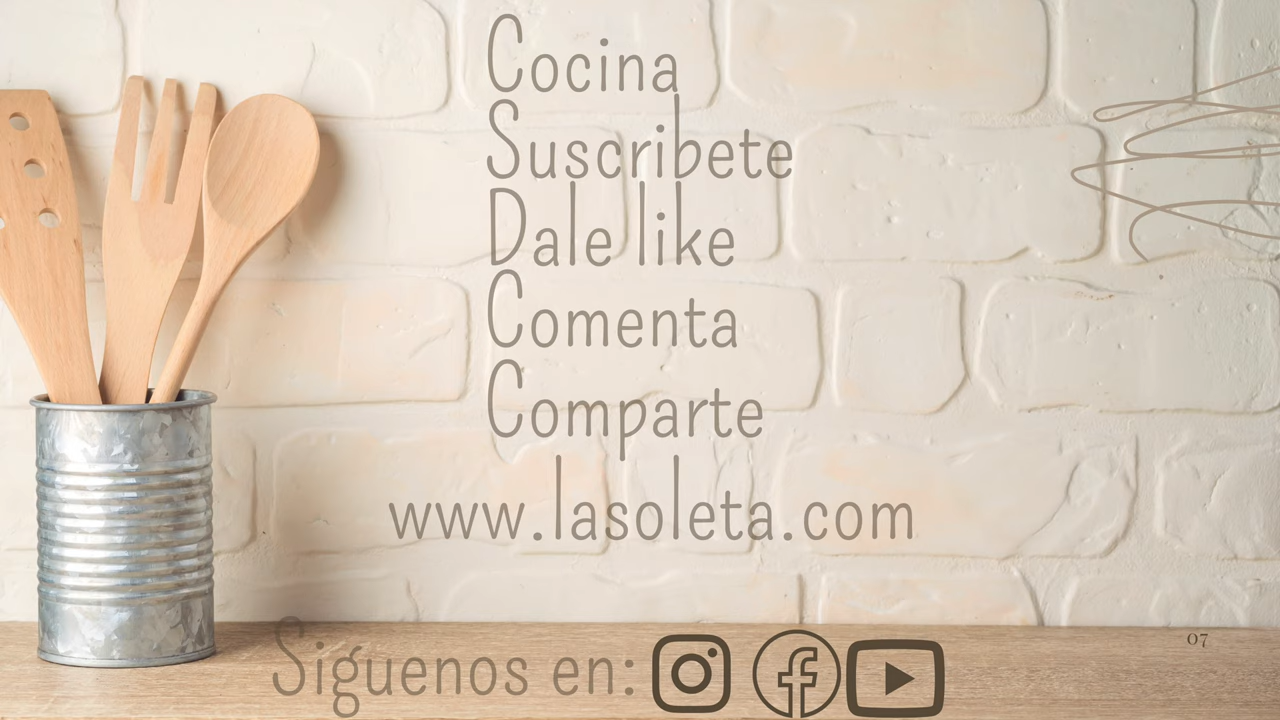 Cocina
Suscribete
Dale like
Comenta
Comparte
www.lasoleta.com
07
Siguenos en: